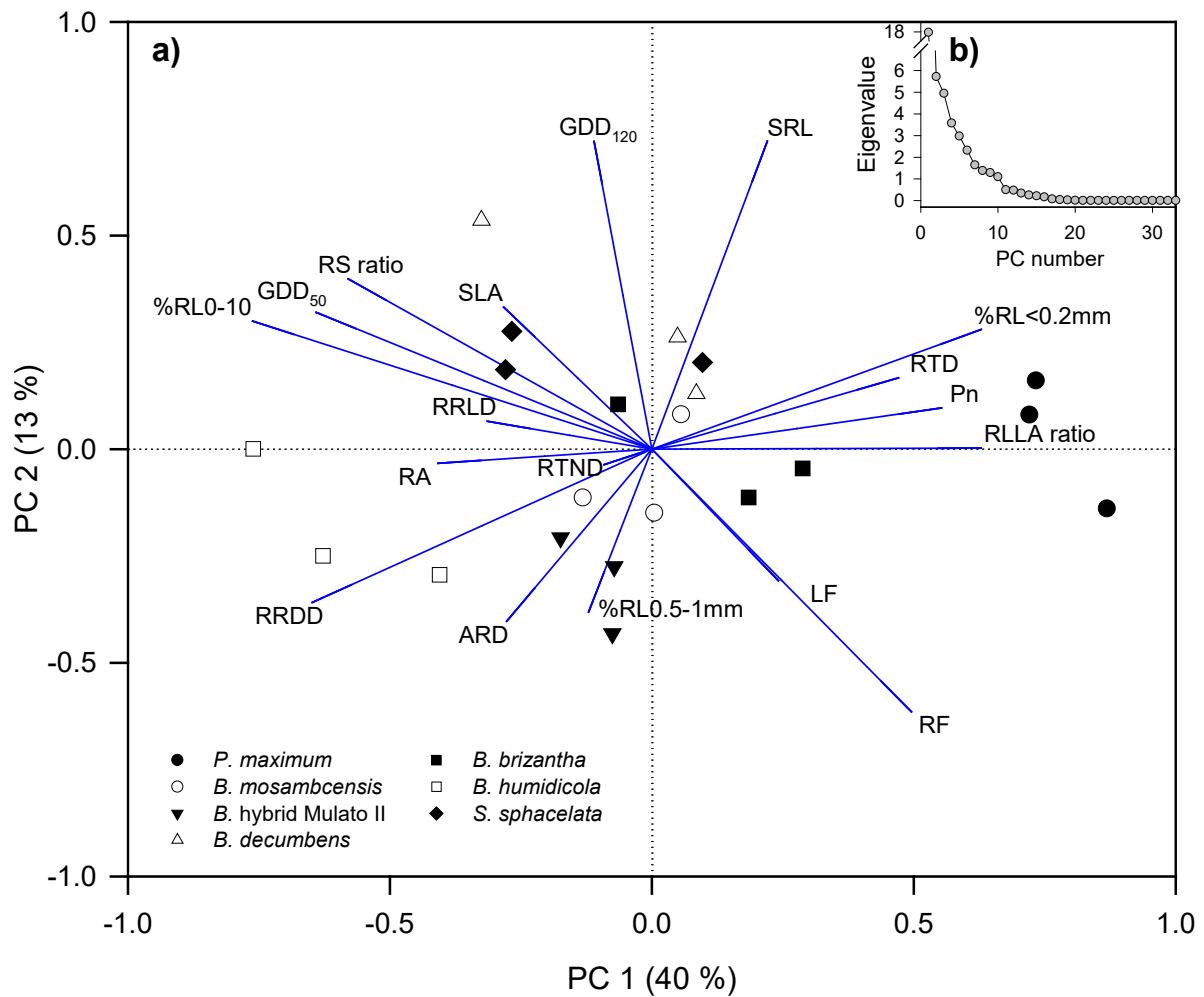 1.0
a)
b)
18
6
5
4
3
2
1
0
Eigenvalue
0
10
20
30
PC number
GDD120
SRL
0.5
RS ratio
GDD50
SLA
%RL0-10
%RL<0.2mm
RTD
Pn
RRLD
RLLA ratio
0.0
RA
RTND
LF
%RL0.5-1mm
RRDD
ARD
-0.5
RF
P. maximum
B. mosambcensis
B. hybrid Mulato II
B. decumbens
B. brizantha
B. humidicola
S. sphacelata
-1.0
PC 2 (13 %)
-1.0
-0.5
0.0
0.5
1.0
PC 1 (40 %)